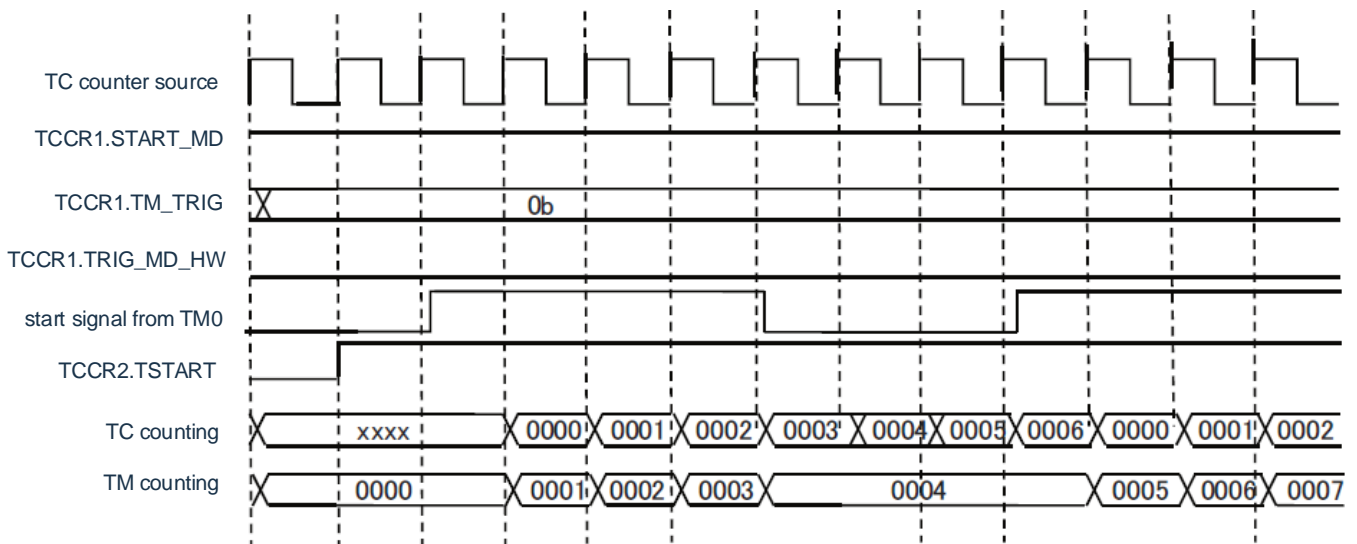 TC counter source
TCCR1.START_MD
TCCR1.TM_TRIG 0b
TCCR1.TRIG_MD_HW
start signal from TM0
TCCR2.TSTART
TC counting xxxx 0000 0001 0002 0003 0004 0005 0006 0000 0001 0002
TM counting 0000 0001 0002 0003 0004 0005 0006 0007